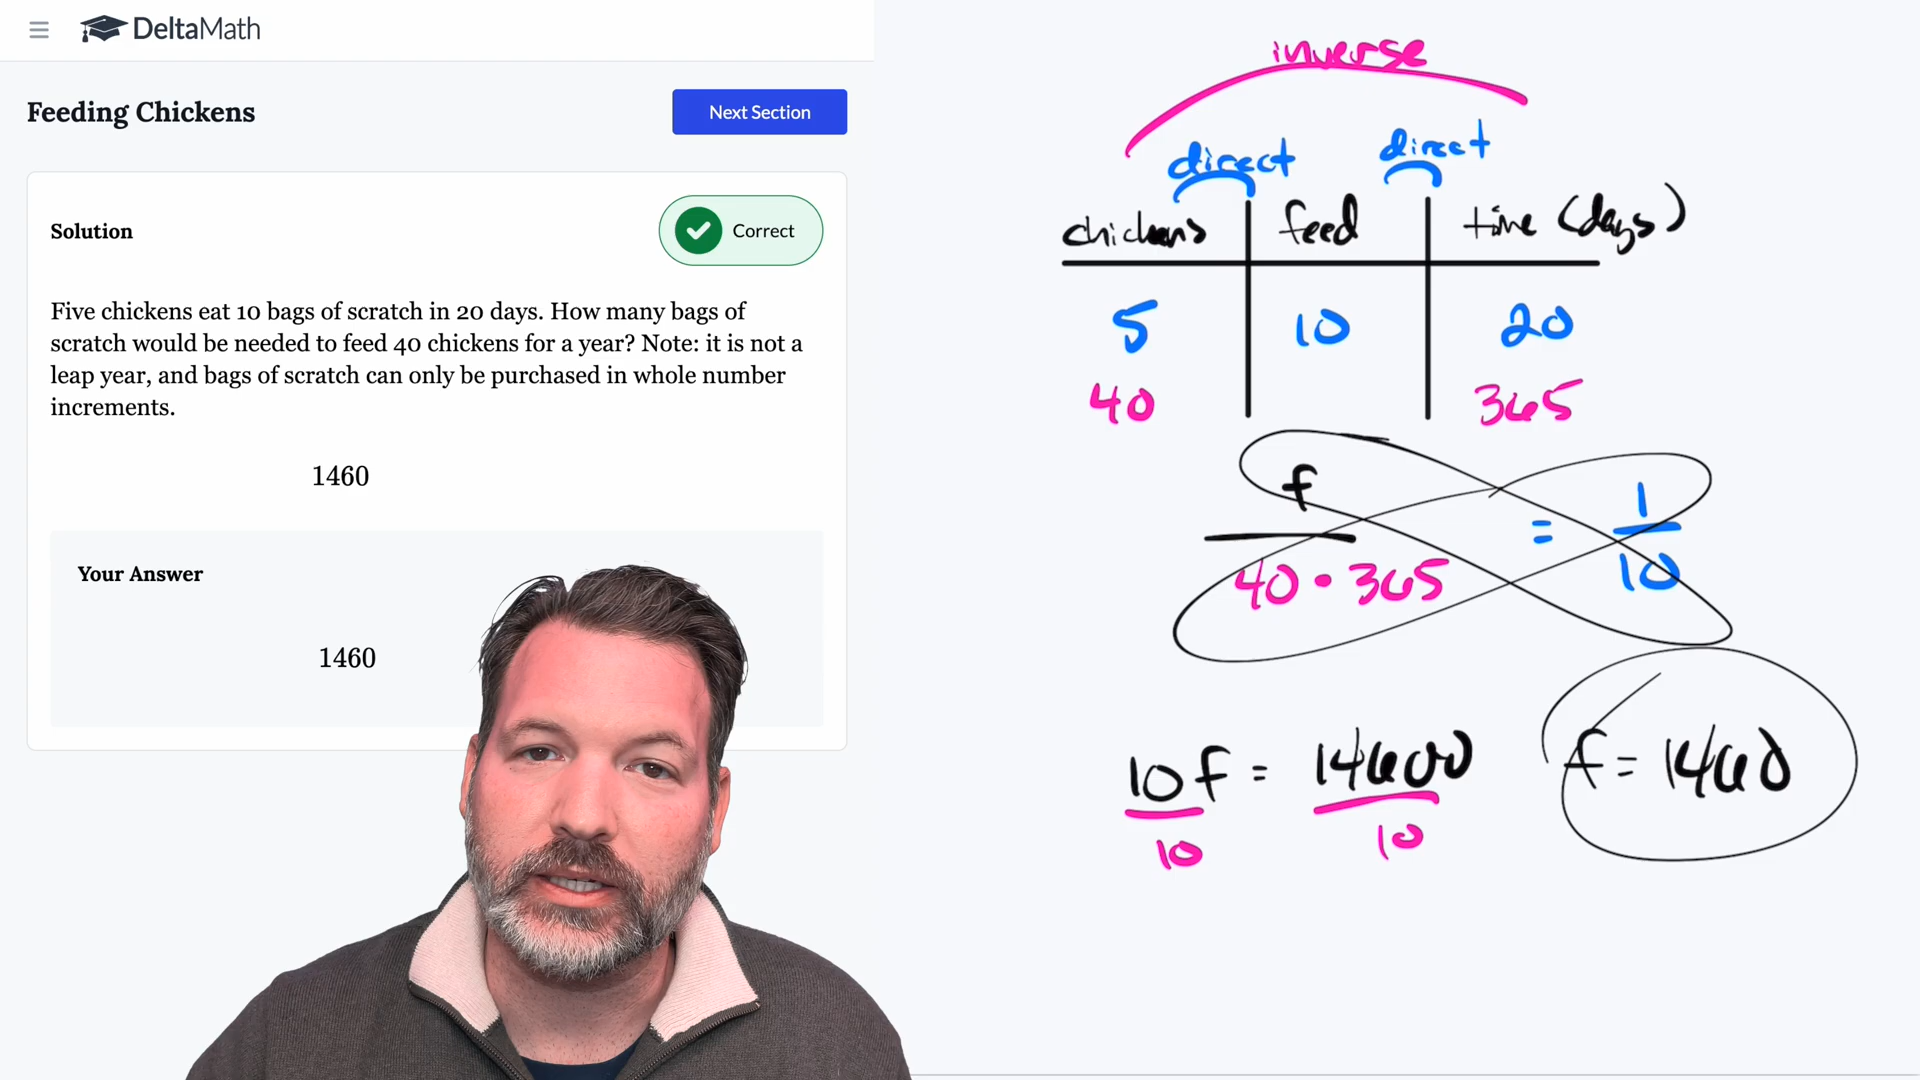 DeltaMath
Feeding Chickens
Next Section
Solution
Correct
Five chickens eat 10 bags of scratch in 20 days. How many bags of
scratch would be needed to feed 40 chickens for a year? Note: it is not a
leap year, and bags of scratch can only be purchased in whole number
increments.
1460
Your Answer
1460
inverse
direct direct
chickens feed time (days)
5 10 20
40 365
f
= 1
40 • 365 10
10f = 14600 f = 1460
10 10